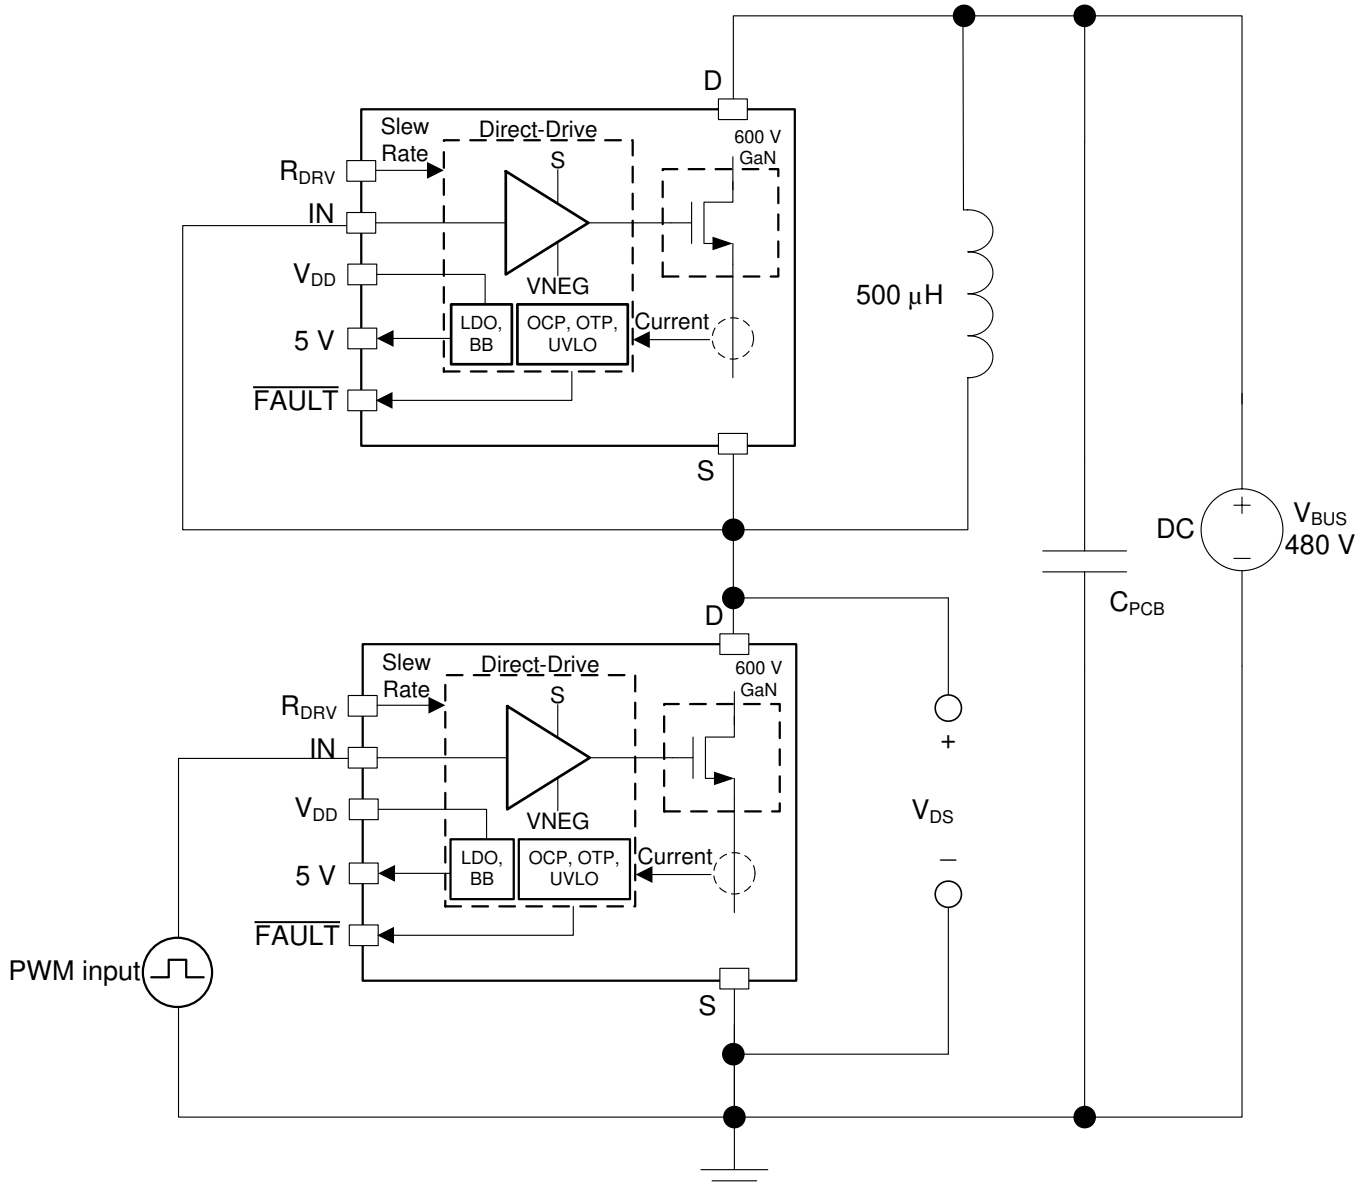 D
Slew
Rate
Direct-Drive
600 V
GaN
S
RDRV
IN
VDD
VNEG
LDO,
BB
OCP, OTP,
UVLO
Current
5 V
FAULT
S
500 μH
DC
VBUS
480 V
CPCB
D
Slew
Rate
Direct-Drive
600 V
GaN
S
RDRV
IN
VDD
VNEG
LDO,
BB
OCP, OTP,
UVLO
Current
5 V
FAULT
S
+
VDS
–
PWM input